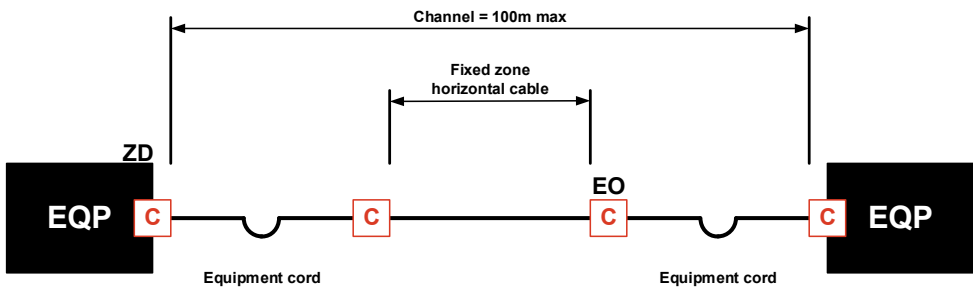 Channel = 100m max
Fixed zone
horizontal cable
ZD
EO
EQP
C
C
C
C
EQP
Equipment cord
Equipment cord